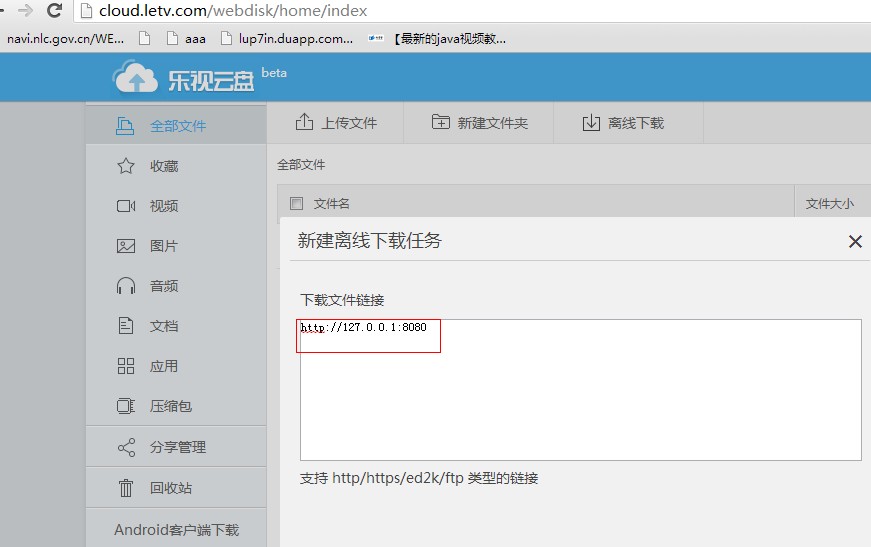 cloud.letv.com/webdisk/home/index
navi.nlc.gov.cn/WE... aaa lup7in.duapp.com... 【最新的java视频教...
乐视云盘 beta
全部文件 上传文件 新建文件夹 离线下载
收藏 全部文件
视频 文件名 文件大小
图片 新建离线下载任务
音频 下载文件链接
文档 http://127.0.0.1:8080
应用
压缩包
分享管理
支持 http/https/ed2k/ftp 类型的链接
回收站
Android客户端下载